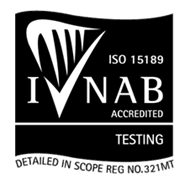 ISO 15189
INAB
ACCREDITED
TESTING
DETAILED IN SCOPE REG NO.321MT